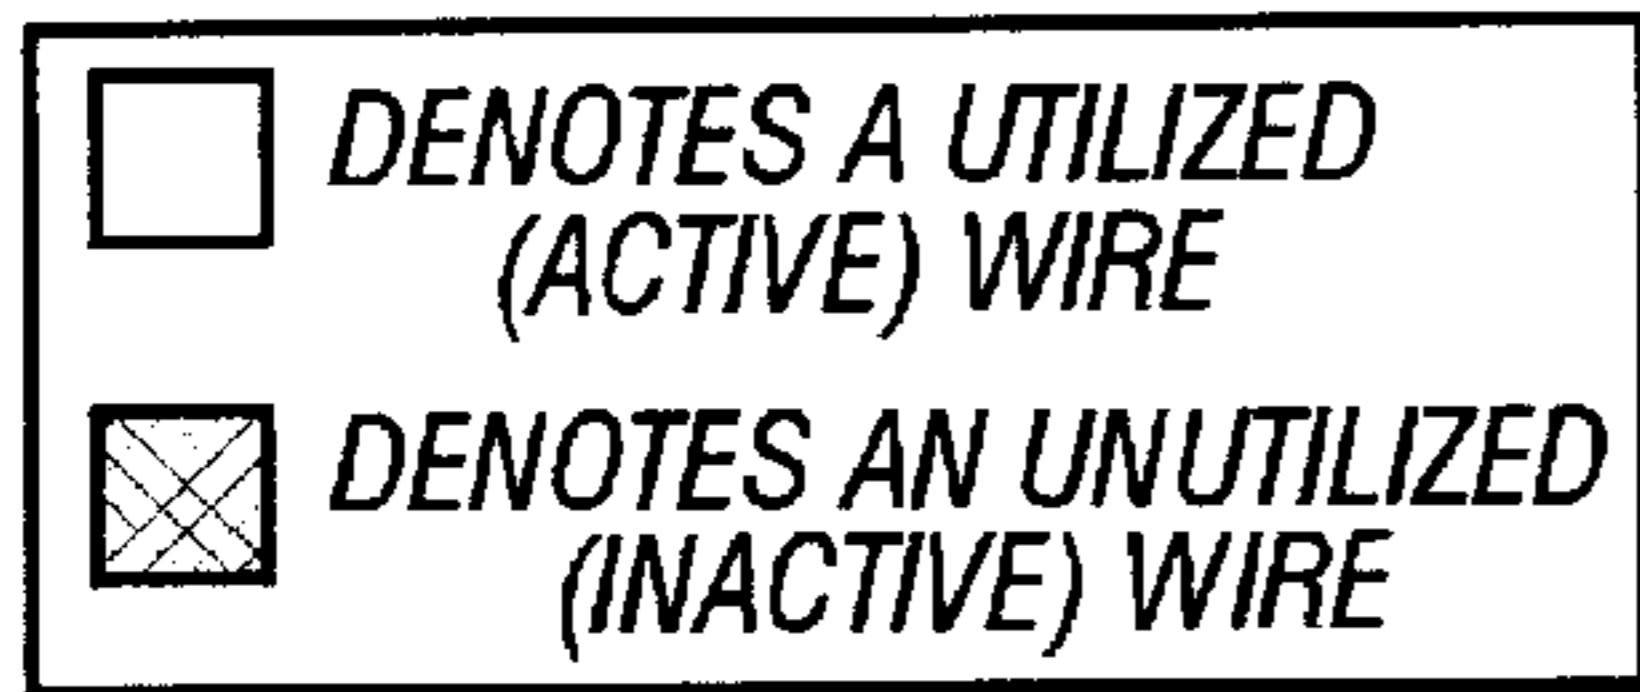 DENOTES A UTILIZED
(ACTIVE) WIRE
DENOTES AN UNUTILIZED
(INACTIVE) WIRE